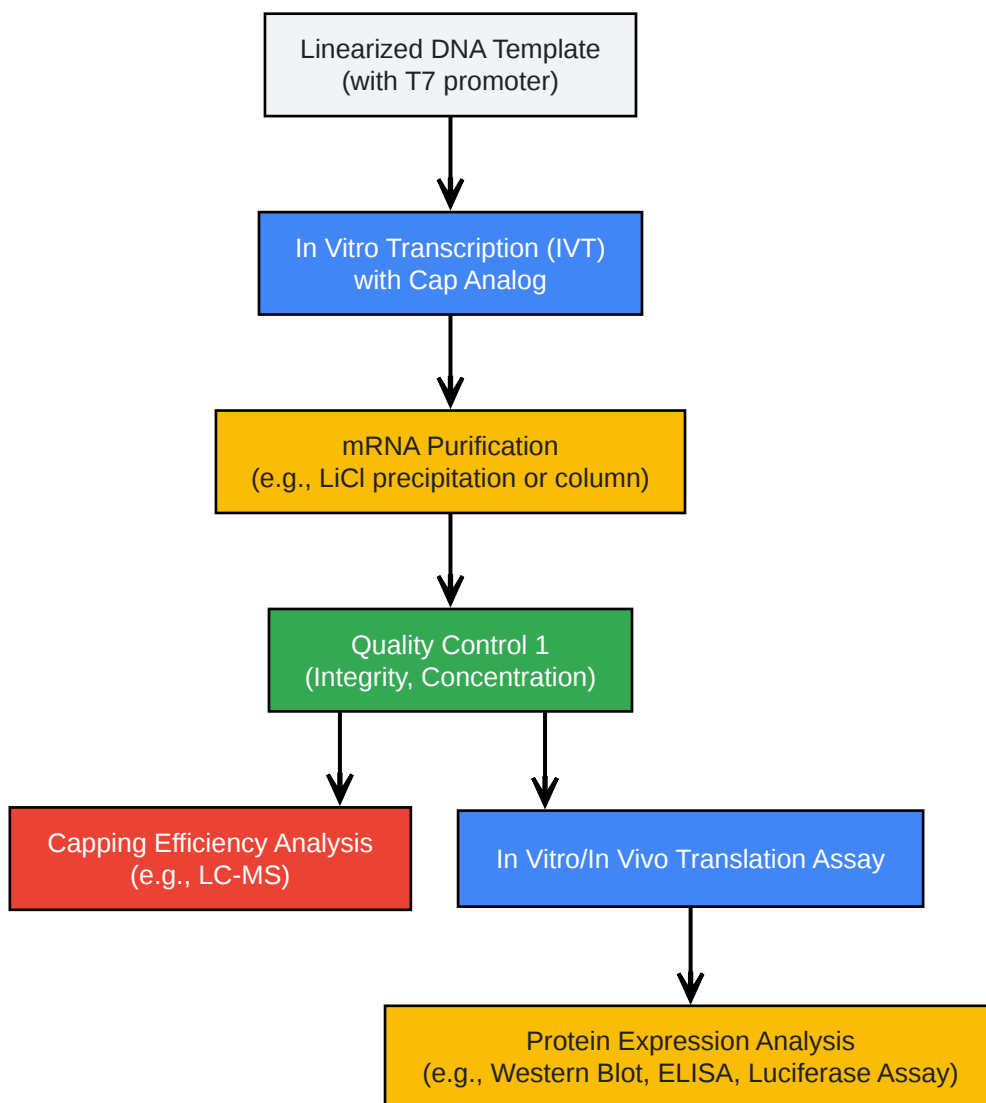 Linearized DNA Template
(with T7 promoter)
In Vitro Transcription (IVT)
with Cap Analog
mRNA Purification
(e.g., LiCl precipitation or column)
Quality Control 1
(Integrity, Concentration)
Capping Efficiency Analysis
(e.g., LC-MS)
In Vitro/In Vivo Translation Assay
Protein Expression Analysis
(e.g., Western Blot, ELISA, Luciferase Assay)